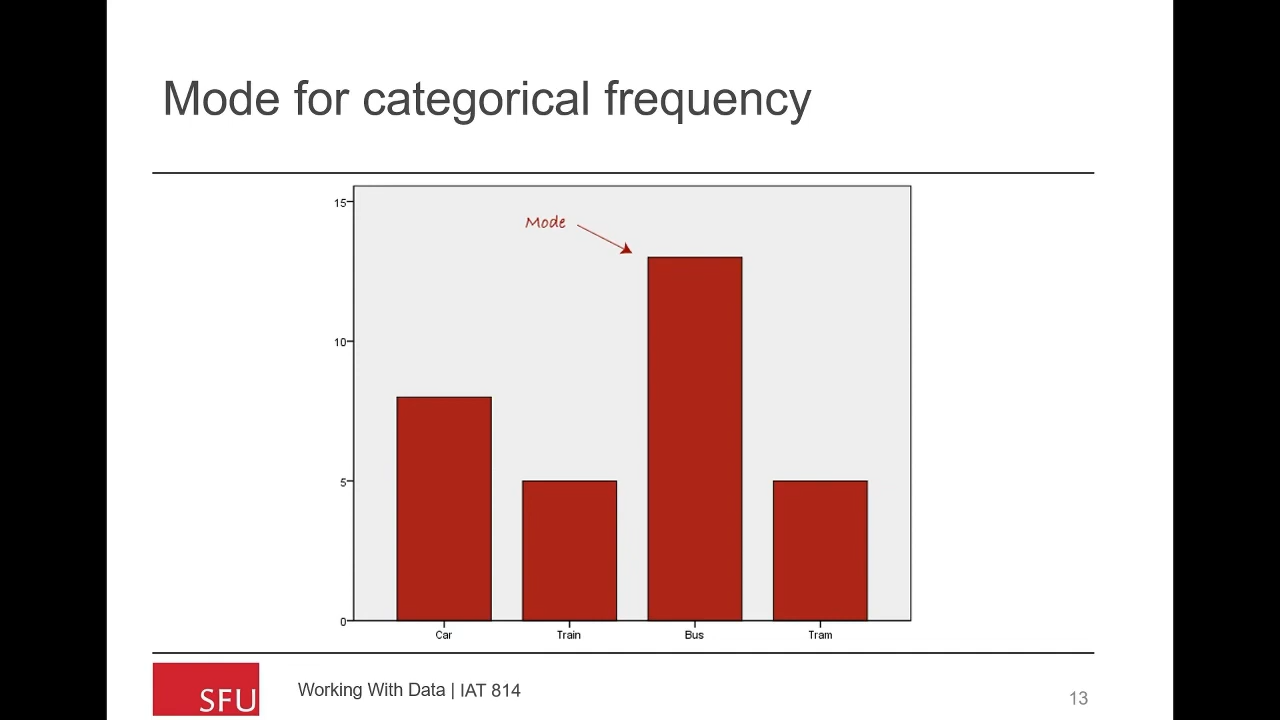 Mode for categorical frequency
15
Mode
10
5
0
Car Train Bus Tram
SFU
Working With Data | IAT 814
13